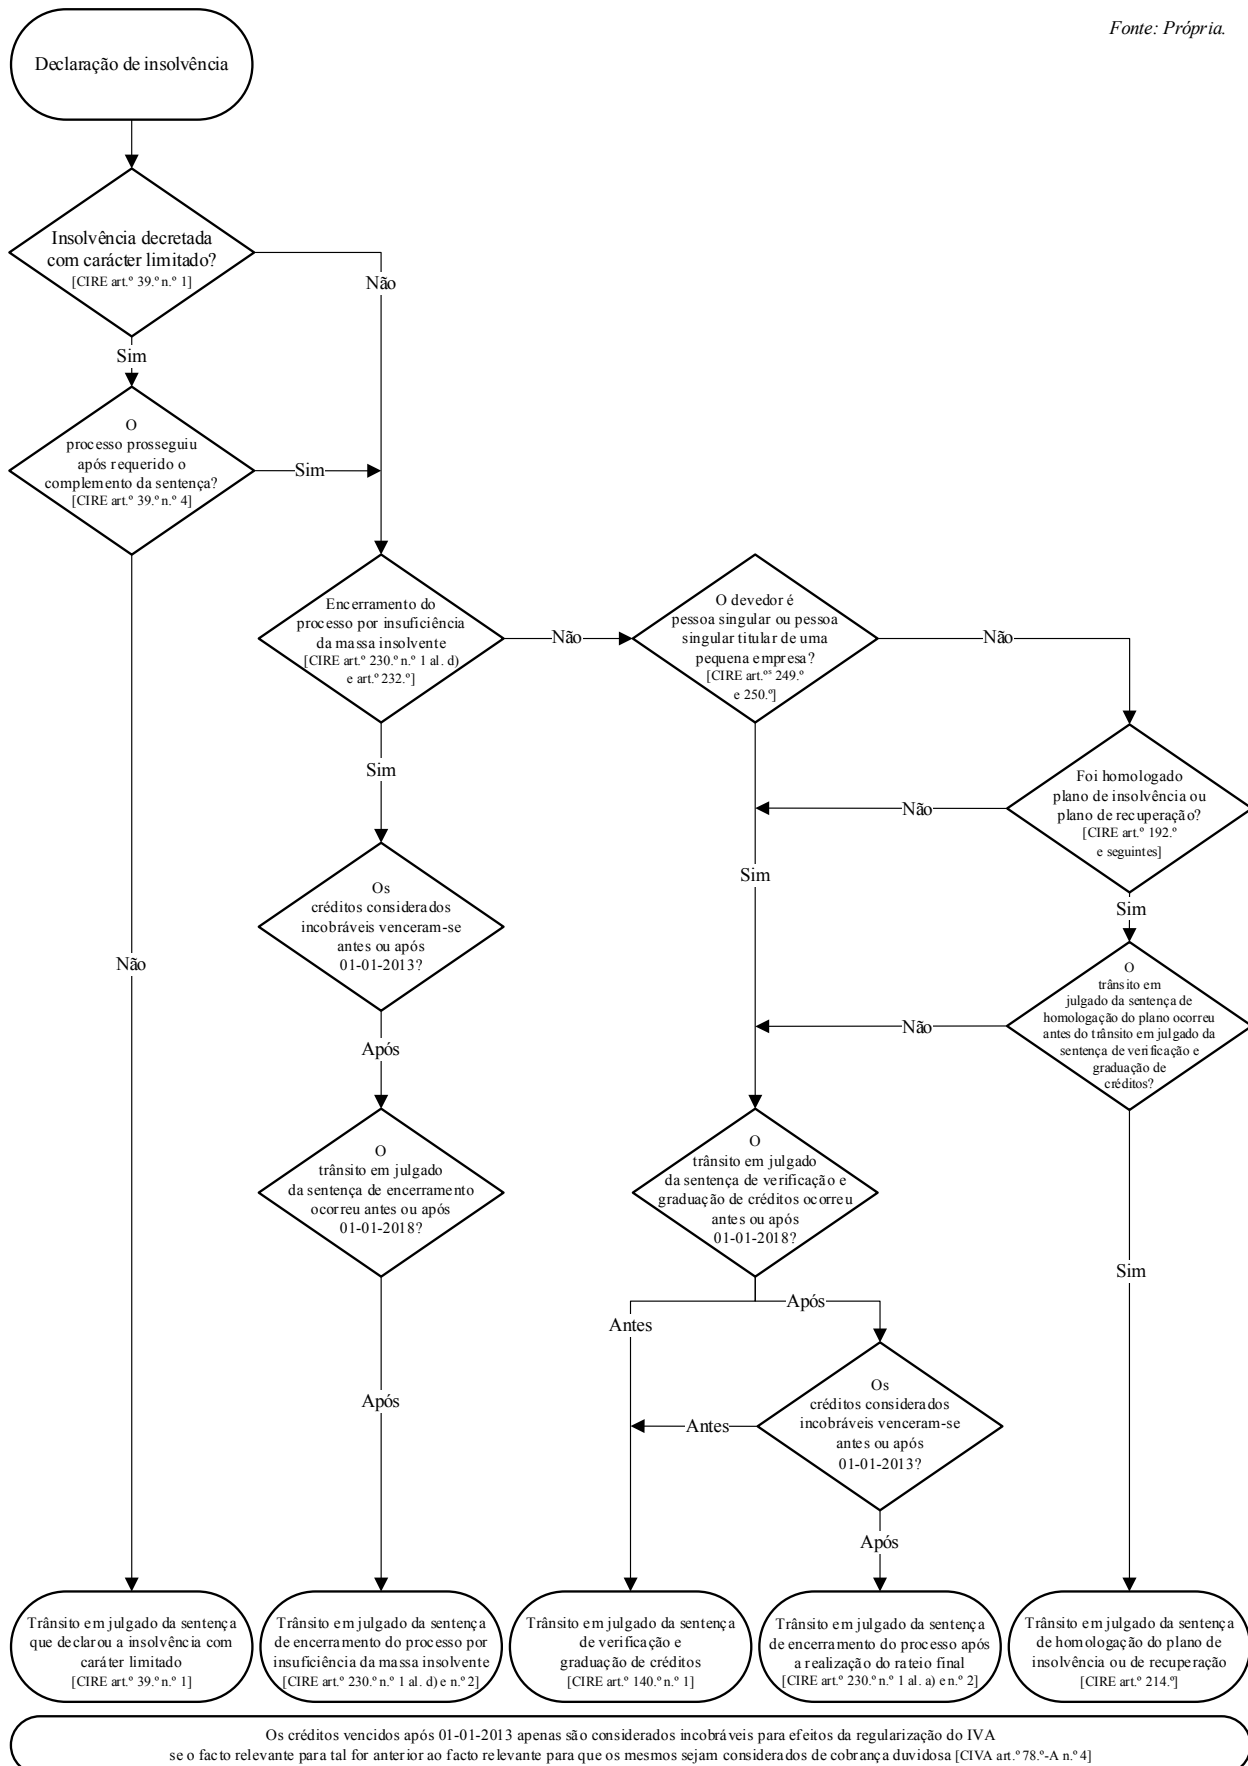 Fonte: Própria.
Declaração de insolvência
Insolvência decretada
com carácter limitado?
[CIRE art.º 39.º n.º 1]
Não
Sim
O
processo prosseguiu
após requerido o
complemento da sentença?
[CIRE art.º 39.º n.º 4]
Sim
Encerramento do
processo por insuficiência
da massa insolvente
[CIRE art.º 230.º n.º 1 al. d)
e art.º 232.º]
Não
O devedor é
pessoa singular ou pessoa
singular titular de uma
pequena empresa?
[CIRE art.ºs 249.º
e 250.º]
Não
Sim
Foi homologado
plano de insolvência ou
plano de recuperação?
[CIRE art.º 192.º
e seguintes]
Não
Sim
Sim
Os
créditos considerados
incobráveis venceram-se
antes ou após
01-01-2013?
Não
O
trânsito em
julgado da sentença de
homologação do plano ocorreu
antes do trânsito em julgado da
sentença de verificação e
graduação de
créditos?
Não
Após
O
trânsito em julgado
da sentença de encerramento
ocorreu antes ou após
01-01-2018?
O
trânsito em julgado
da sentença de verificação e
graduação de créditos ocorreu
antes ou após
01-01-2018?
Sim
Após
Antes
Após
Os
créditos considerados
incobráveis venceram-se
antes ou após
01-01-2013?
Antes
Após
Trânsito em julgado da sentença
que declarou a insolvência com
caráter limitado
[CIRE art.º 39.º n.º 1]
Trânsito em julgado da sentença
de encerramento do processo por
insuficiência da massa insolvente
[CIRE art.º 230.º n.º 1 al. d) e n.º 2]
Trânsito em julgado da sentença
de verificação e
graduação de créditos
[CIRE art.º 140.º n.º 1]
Trânsito em julgado da sentença
de encerramento do processo após
a realização do rateio final
[CIRE art.º 230.º n.º 1 al. a) e n.º 2]
Trânsito em julgado da sentença
de homologação do plano de
insolvência ou de recuperação
[CIRE art.º 214.º]
Os créditos vencidos após 01-01-2013 apenas são considerados incobráveis para efeitos da regularização do IVA
se o facto relevante para tal for anterior ao facto relevante para que os mesmos sejam considerados de cobrança duvidosa [CIVA art.º 78.º-A n.º 4]